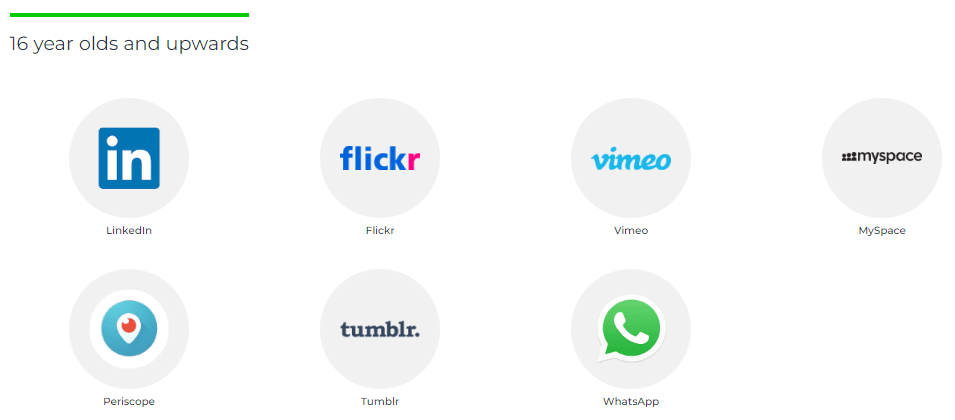 16 year olds and upwards
in
flickr
vimeo
myspace
LinkedIn
Flickr
Vimeo
MySpace
tumblr.
Periscope
Tumblr
WhatsApp